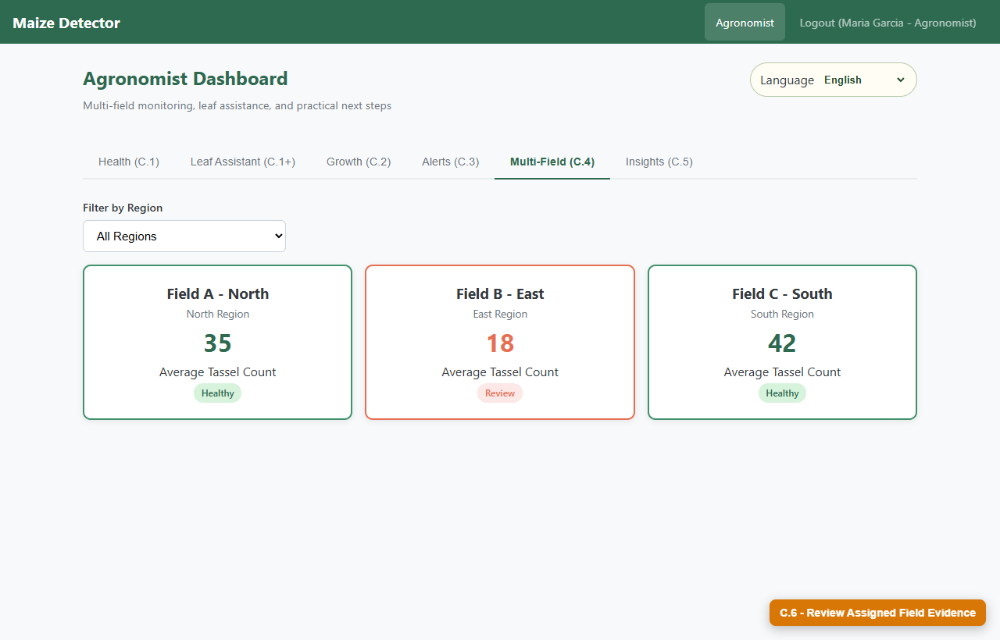 Maize Detector
Agronomist
Logout (Maria Garcia - Agronomist)
Agronomist Dashboard
Multi-field monitoring, leaf assistance, and practical next steps
Language English
Health (C.1)
Leaf Assistant (C.1+)
Growth (C.2)
Alerts (C.3)
Multi-Field (C.4)
Insights (C.5)
Filter by Region
All Regions
Field A - North
North Region
35
Average Tassel Count
Healthy
Field B - East
East Region
18
Average Tassel Count
Review
Field C - South
South Region
42
Average Tassel Count
Healthy
C.6 - Review Assigned Field Evidence